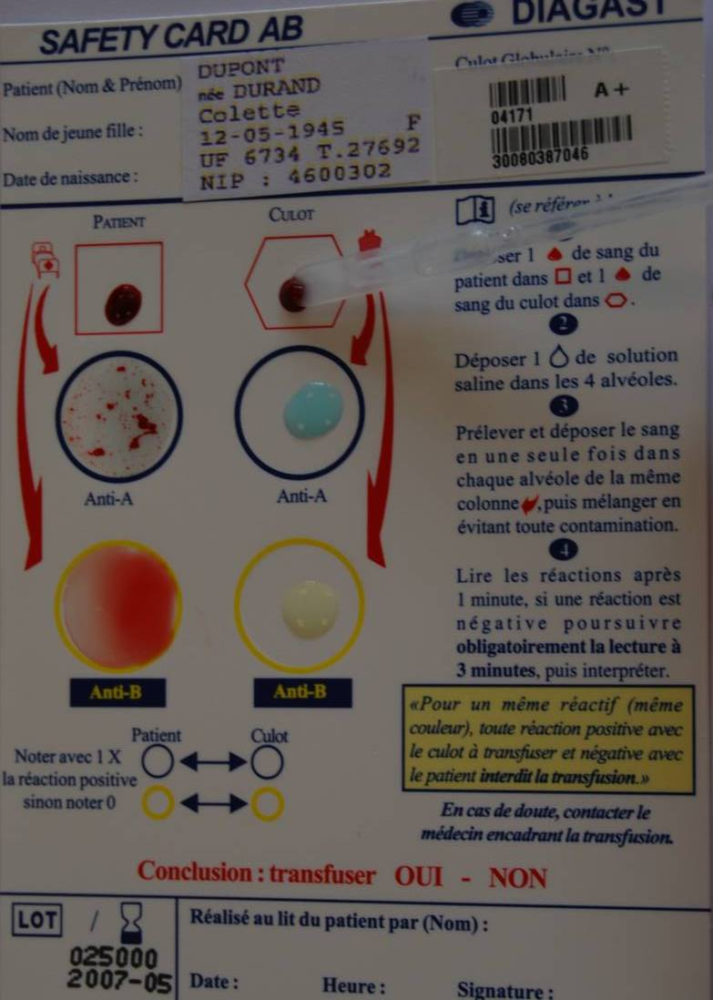 SAFETY CARD AB
DIAGAST
Patient (Nom & Prénom)
Nom de jeune fille :
Date de naissance :
DUPONT
née DURAND
Colette
12-05-1945 F
UF 6734 T.27692
NIP : 4600302
Culot Globulaire N°
A+
04171
30080387046
PATIENT
CULOT
Anti-A
Anti-A
Anti-B
Anti-B
(se référer
Déposer 1 de sang du
patient dans et 1 de
sang du culot dans .
2
Déposer 1 de solution
saline dans les 4 alvéoles.
3
Prélever et déposer le sang
en une seule fois dans
chaque alvéole de la même
colonne , puis mélanger en
évitant toute contamination.
4
Lire les réactions après
1 minute, si une réaction est
négative poursuivre
obligatoirement la lecture à
3 minutes, puis interpréter.
«Pour un même réactif (même
couleur), toute réaction positive avec
le culot à transfuser et négative avec
le patient interdit la transfusion.»
En cas de doute, contacter le
médecin encadrant la transfusion.
Patient Culot
Noter avec 1 X
la réaction positive
sinon noter 0
Conclusion : transfuser OUI - NON
LOT /
025000
2007-05
Réalisé au lit du patient par (Nom) :
Date : Heure : Signature :